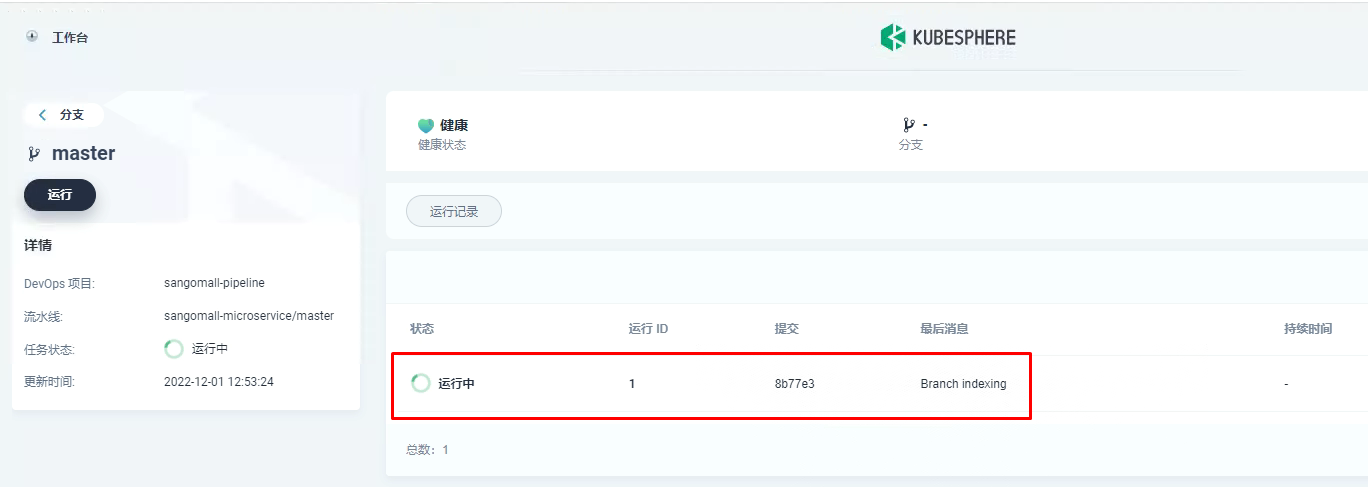 工作台
KUBESPHERE
分支
master
运行
详情
DevOps 项目: sangomall-pipeline
流水线: sangomall-microservice/master
任务状态: 运行中
更新时间: 2022-12-01 12:53:24
健康
健康状态
-
分支
运行记录
状态 运行 ID 提交 最后消息 持续时间
运行中 1 8b77e3 Branch indexing -
总数: 1